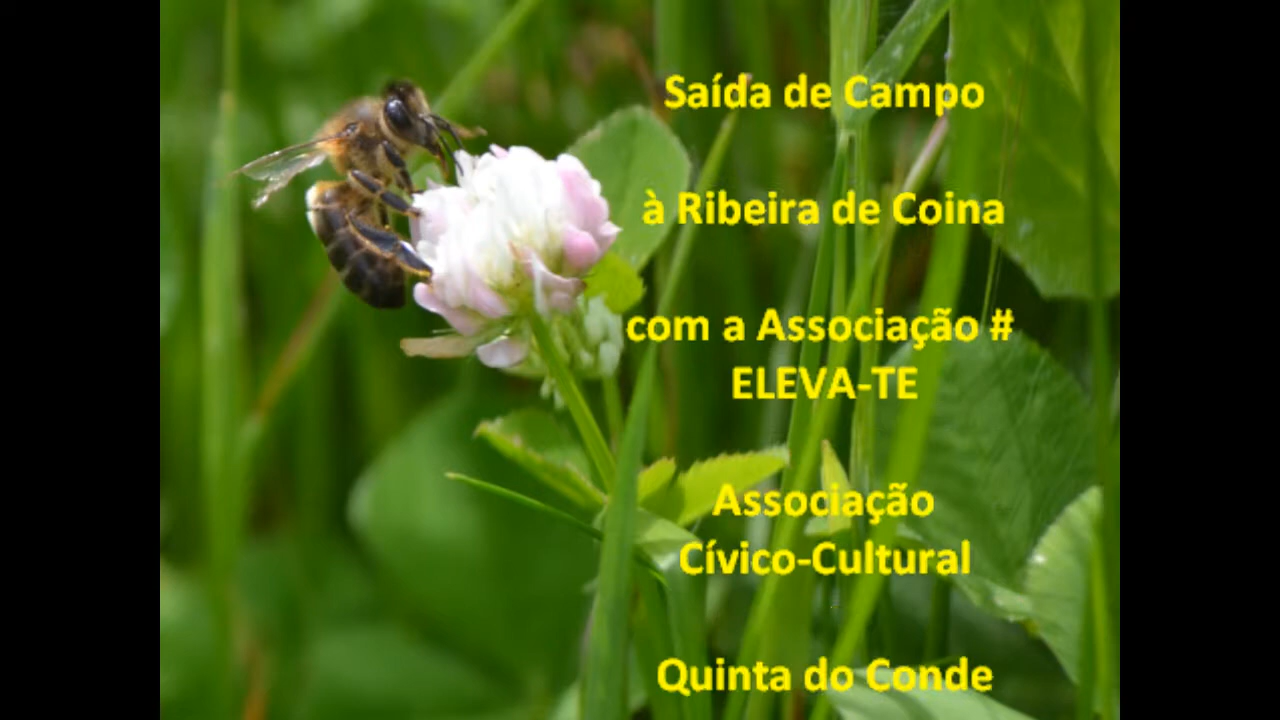 Saída de Campo
à Ribeira de Coina
com a Associação #
ELEVA-TE
Associação
Cívico-Cultural
Quinta do Conde